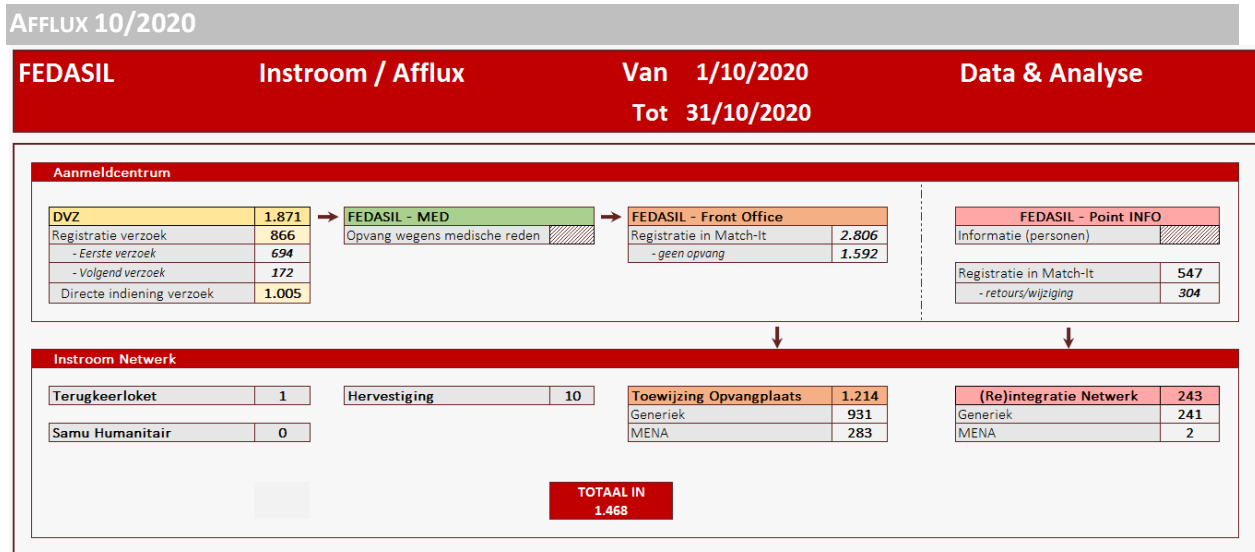 AFFLUX 10/2020
FEDASIL Instroom / Afflux Van 1/10/2020 Data & Analyse
Tot 31/10/2020
Aanmeldcentrum
DVZ 1.871 FEDASIL - MED FEDASIL - Front Office FEDASIL - Point INFO
Registratie verzoek 866 Opvang wegens medische reden Registratie in Match-It 2.806 Informatie (personen)
- Eerste verzoek 694 - geen opvang 1.592
- Volgend verzoek 172 Registratie in Match-It 547
Directe indiening verzoek 1.005 - retours/wijziging 304
Instroom Netwerk
Terugkeerloket 1 Hervestiging 10 Toewijzing Opvangplaats 1.214 (Re)integratie Netwerk 243
Generiek 931 Generiek 241
Samu Humanitair 0 MENA 283 MENA 2
TOTAAL IN
1.468